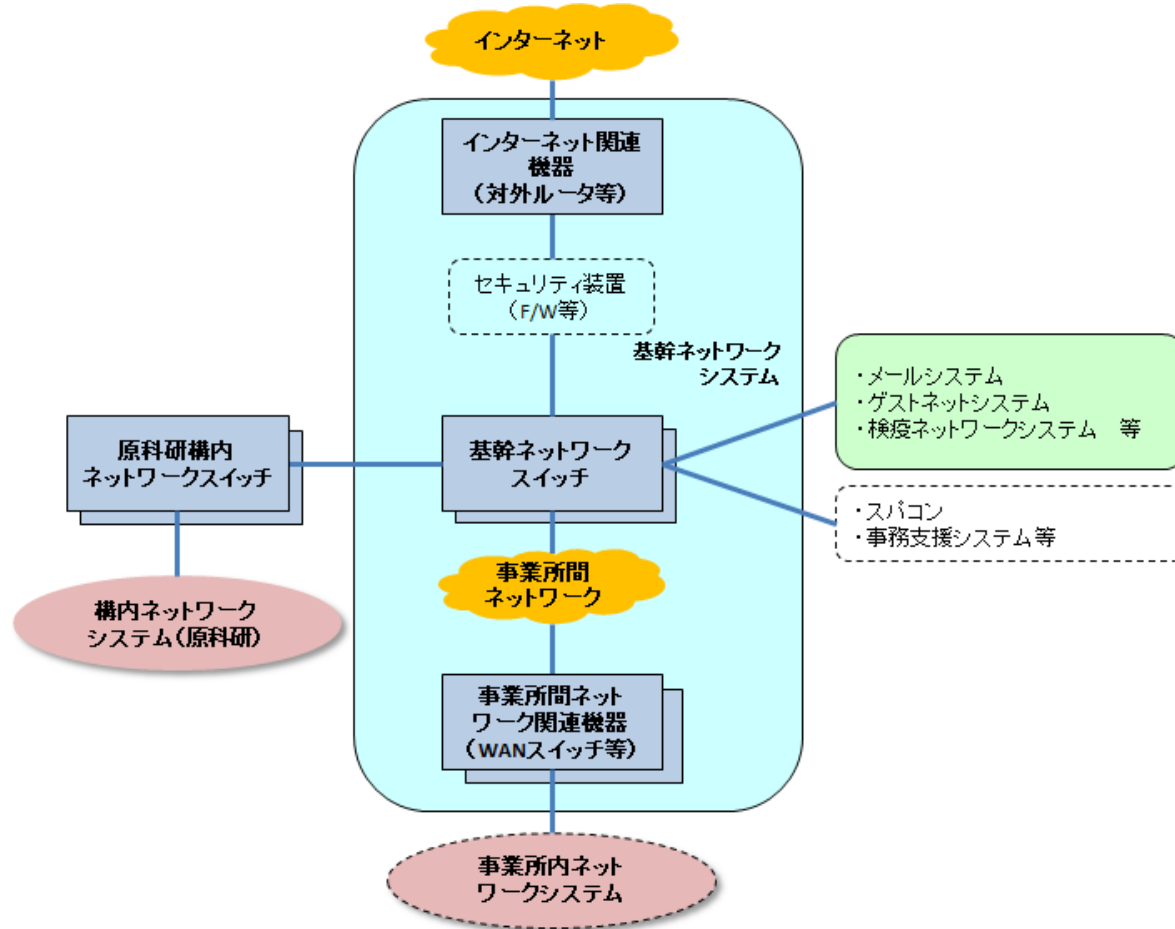 インターネット
インターネット関連
機器
(対外ルータ等)
セキュリティ装置
(F/W等)
基幹ネットワーク
システム
・メールシステム
・ゲストネットシステム
・検疫ネットワークシステム　等
原科研構内
ネットワークスイッチ
基幹ネットワーク
スイッチ
・スパコン
・事務支援システム等
事業所間
ネットワーク
構内ネットワーク
システム(原科研)
事業所間ネット
ワーク関連機器
(WANスイッチ等)
事業所内ネット
ワークシステム